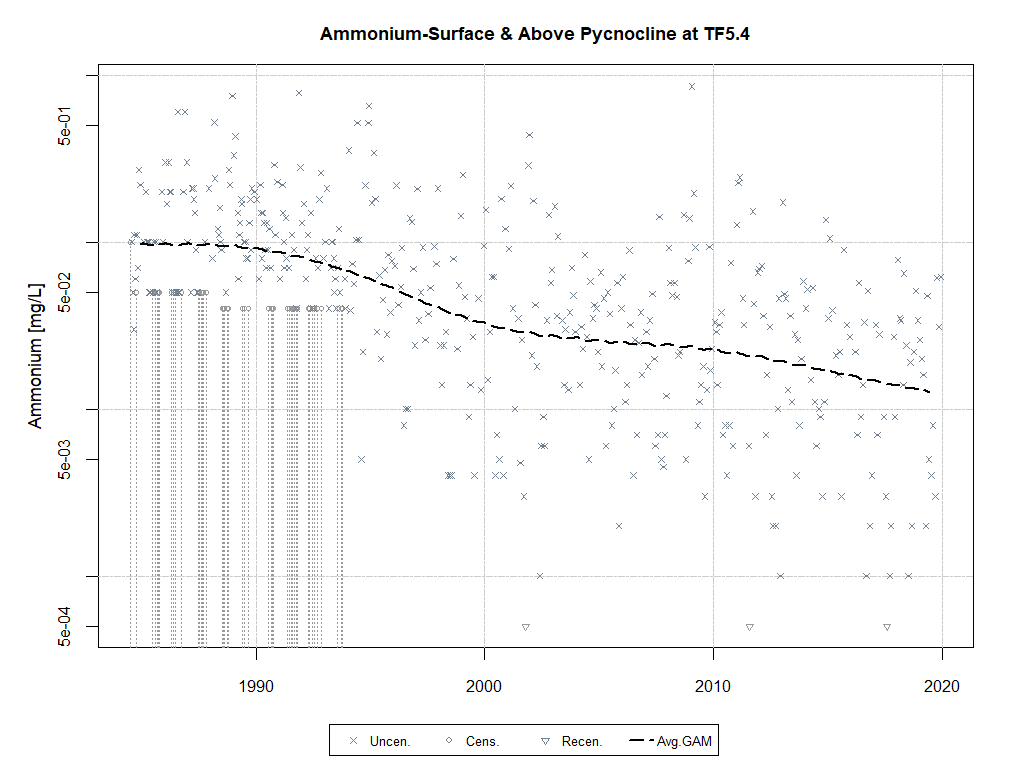 Ammonium-Surface & Above Pycnocline at TF5.4
Ammonium [mg/L]
5e-01
5e-02
5e-03
5e-04
1990 2000 2010 2020
Uncen. Cens. Recen. Avg.GAM